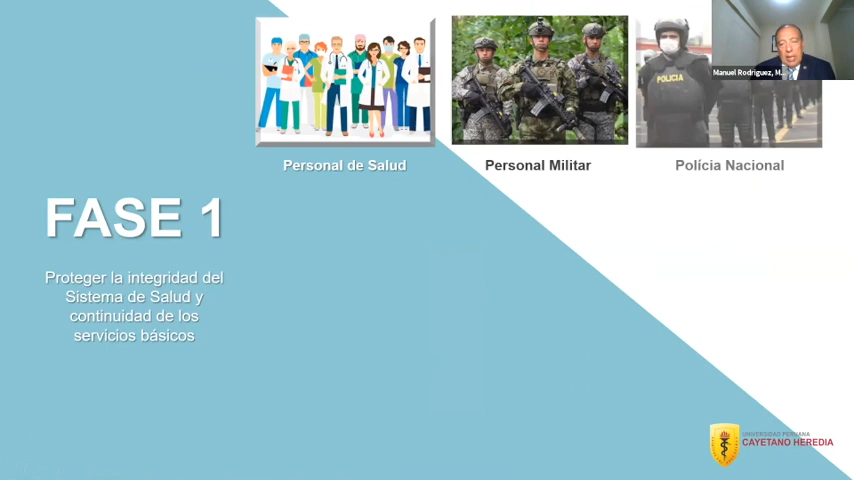 POLICIA
Manuel Rodriguez, M...
Personal de Salud
Personal Militar
Polícia Nacional
FASE 1
Proteger la integridad del
Sistema de Salud y
continuidad de los
servicios básicos
UNIVERSIDAD PERUANA
CAYETANO HEREDIA